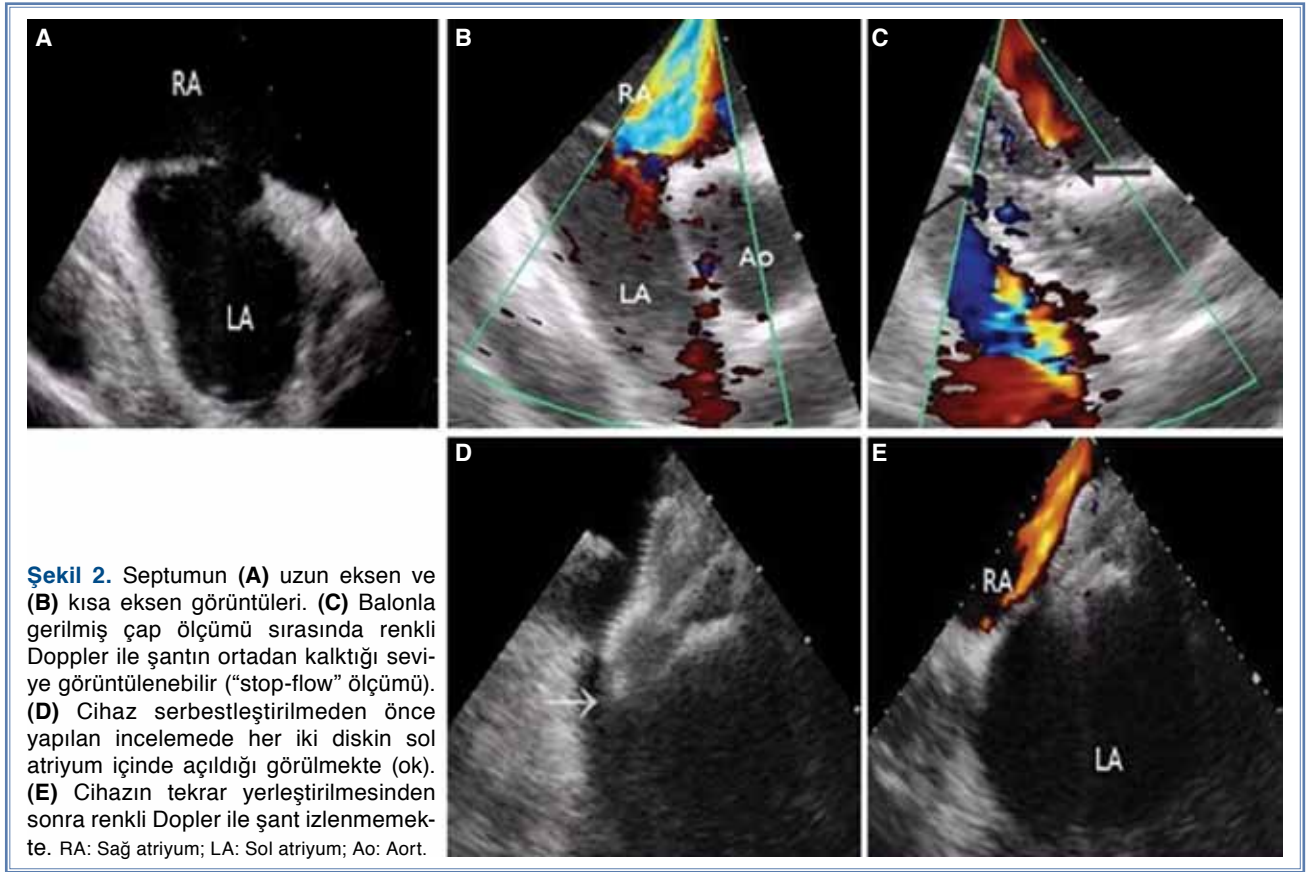 A
RA
LA
B
RA
LA
Ao
C
D
E
RA
LA
Şekil 2. Septumun (A) uzun eksen ve
(B) kısa eksen görüntüleri. (C) Balonla
gerilmiş çap ölçümü sırasında renkli
Doppler ile şantın ortadan kalktığı sevi-
ye görüntülenebilir (“stop-flow” ölçümü).
(D) Cihaz serbestleştirilmeden önce
yapılan incelemede her iki diskin sol
atriyum içinde açıldığı görülmekte (ok).
(E) Cihazın tekrar yerleştirilmesinden
sonra renkli Dopler ile şant izlenmemek-
te. RA: Sağ atriyum; LA: Sol atriyum; Ao: Aort.